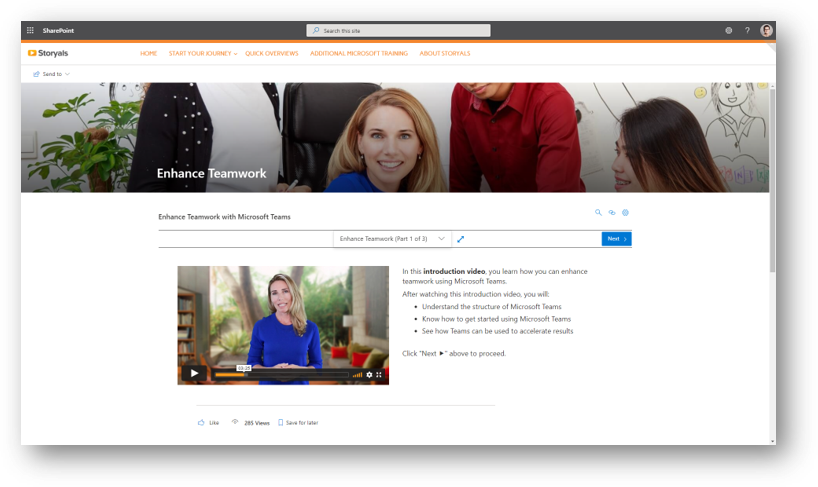 SharePoint
Search this site
?
Storyals
HOME START YOUR JOURNEY QUICK OVERVIEWS ADDITIONAL MICROSOFT TRAINING ABOUT STORYALS
Send to
Enhance Teamwork
Enhance Teamwork with Microsoft Teams
Enhance Teamwork (Part 1 of 3)
Next
In this introduction video, you learn how you can enhance
teamwork using Microsoft Teams.
After watching this introduction video, you will:
• Understand the structure of Microsoft Teams
• Know how to get started using Microsoft Teams
• See how Teams can be used to accelerate results
Click "Next ►" above to proceed.
03:25
Like 285 Views Save for later